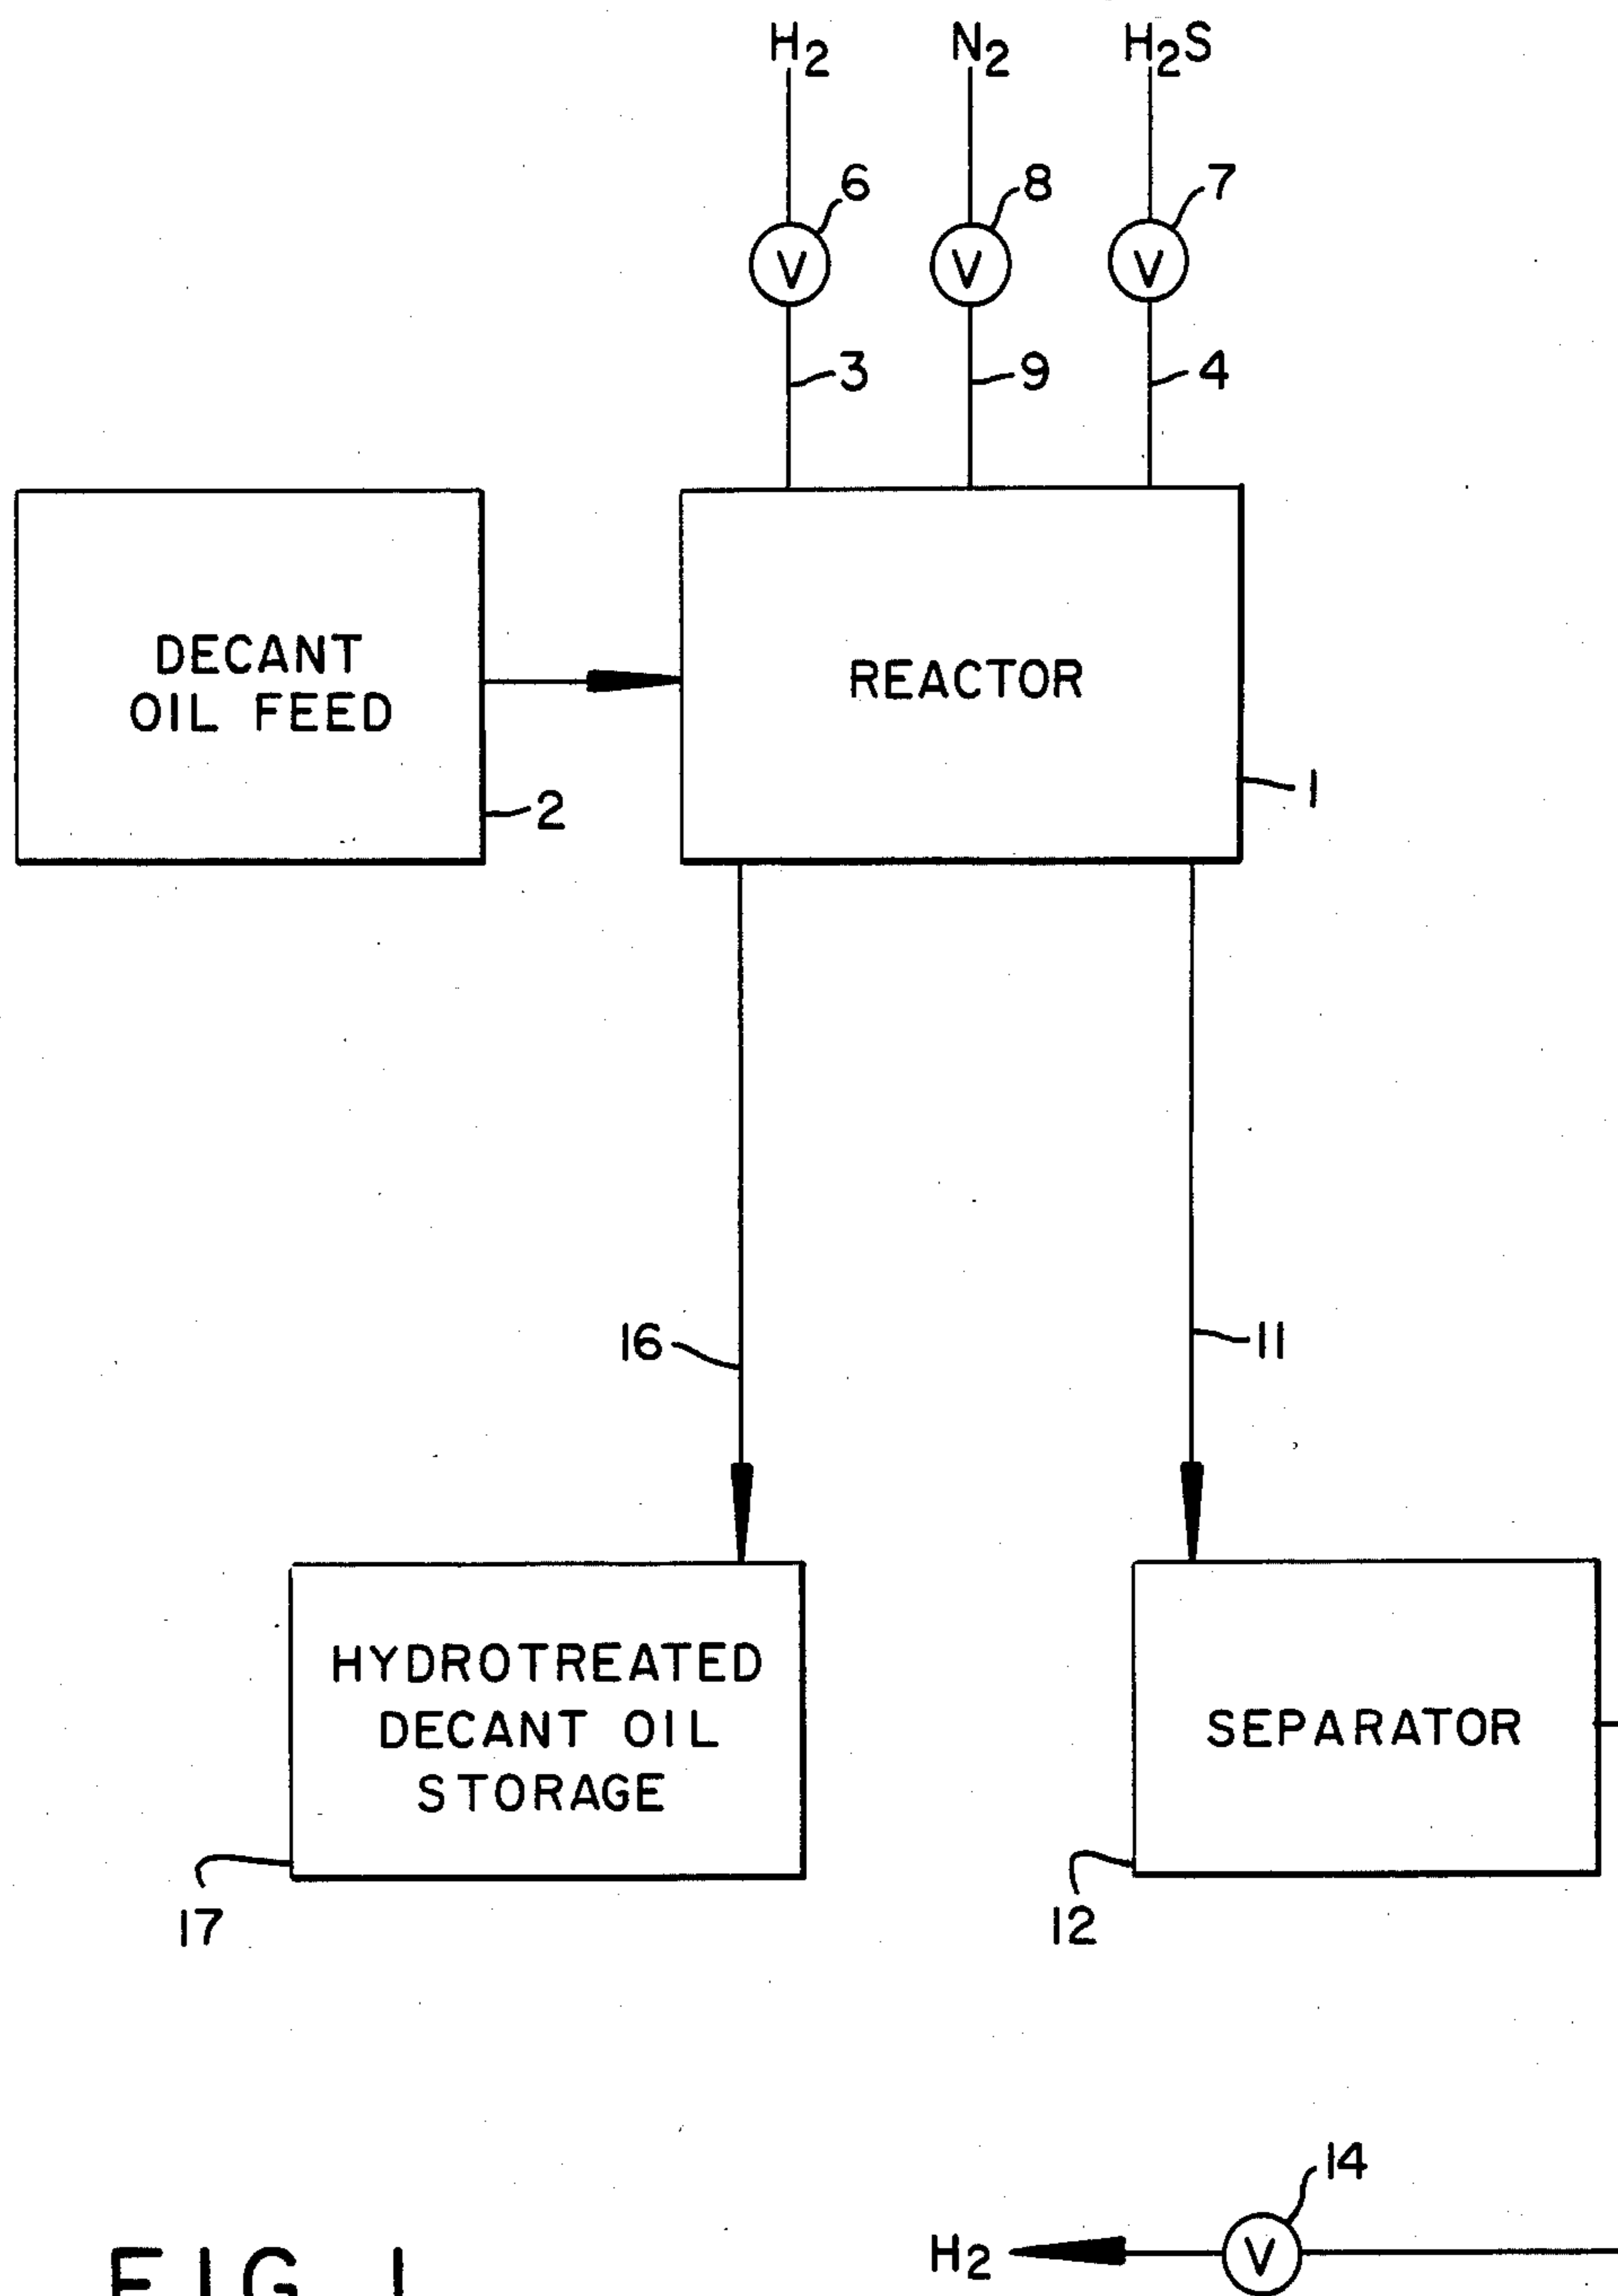 H2 N2 H2S
6 8 7
V V V
3 9 4
DECANT
OIL FEED
REACTOR
2
1
16
11
HYDROTREATED
DECANT OIL
STORAGE
SEPARATOR
17
12
14
H2 V
FIG. 1